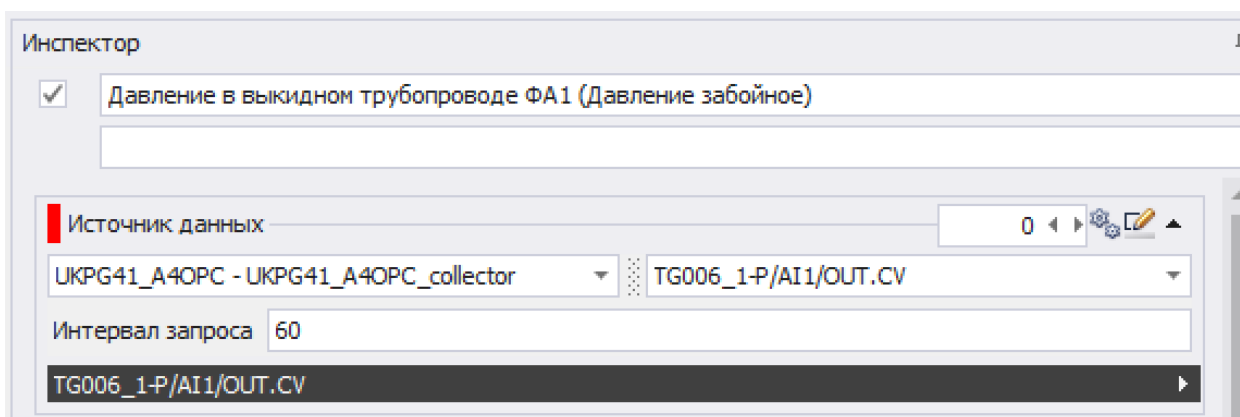 Инспектор
Давление в выкидном трубопроводе ФА1 (Давление забойное)
Источник данных 0
UKPG41_A4OPC - UKPG41_A4OPC_collector TG006_1-P/AI1/OUT.CV
Интервал запроса 60
TG006_1-P/AI1/OUT.CV